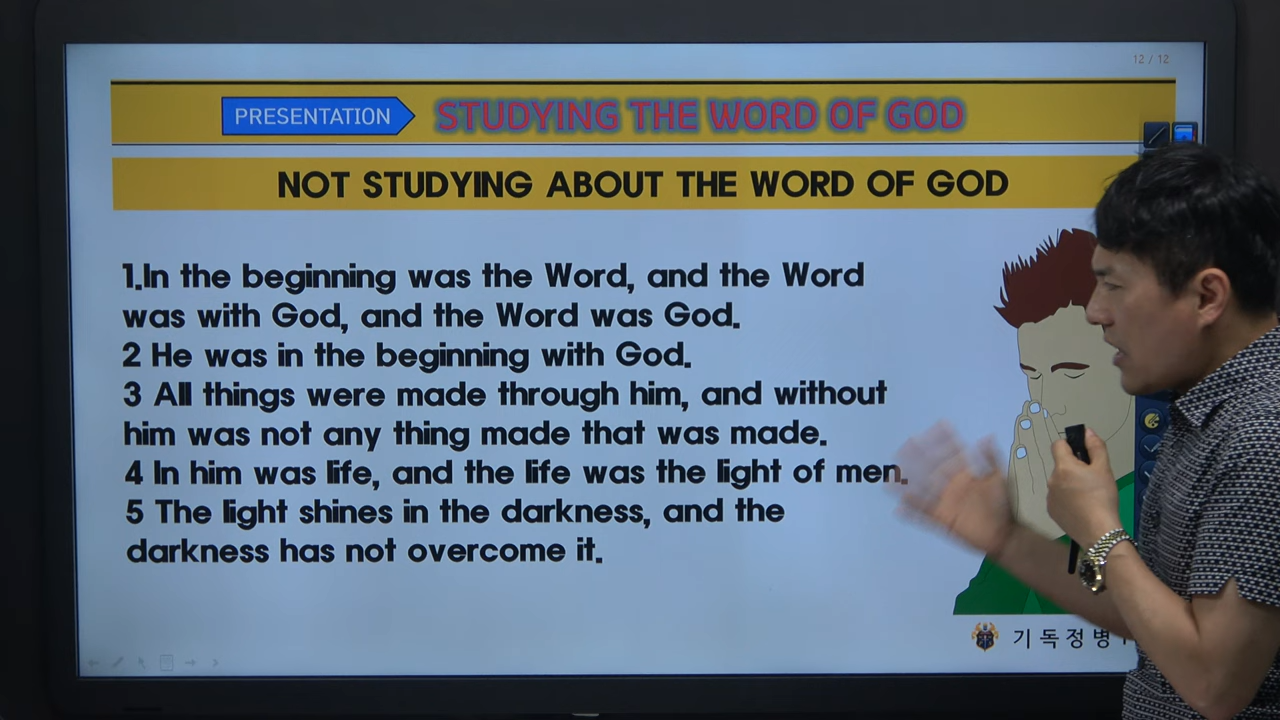 12 / 12
PRESENTATION STUDYING THE WORD OF GOD
NOT STUDYING ABOUT THE WORD OF GOD
1.In the beginning was the Word, and the Word
was with God, and the Word was God.
2 He was in the beginning with God.
3 All things were made through him, and without
him was not any thing made that was made.
4 In him was life, and the life was the light of men.
5 The light shines in the darkness, and the
darkness has not overcome it.
기독정병